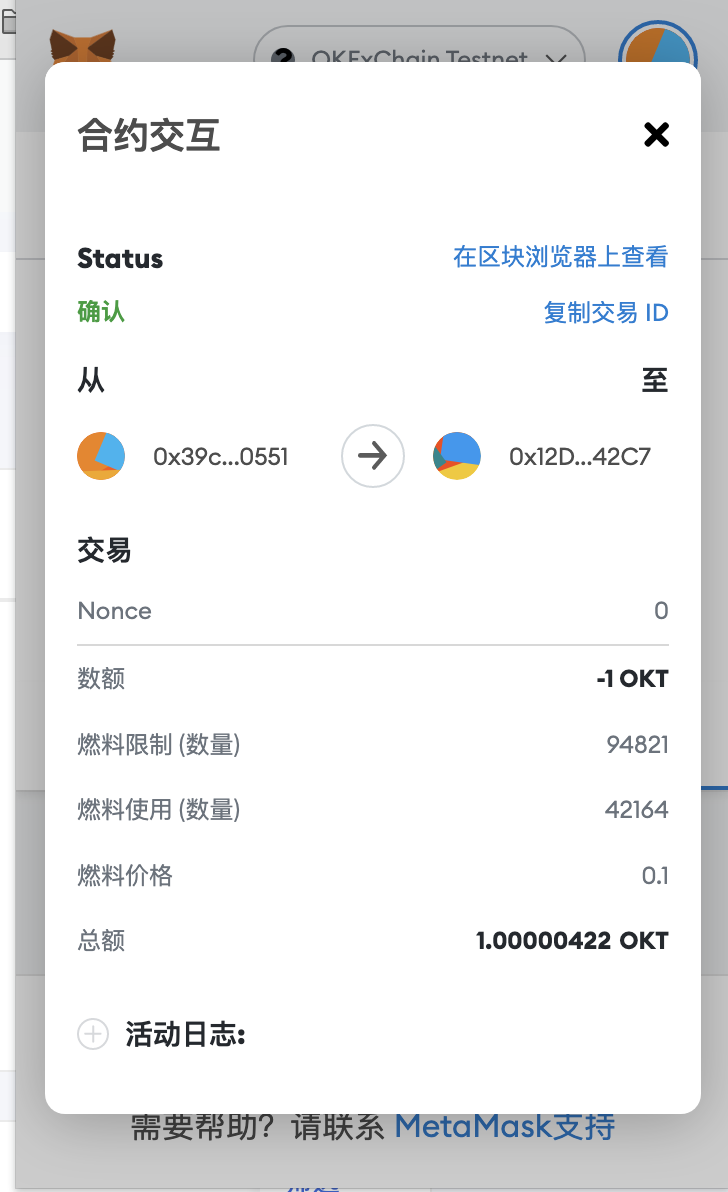 OKExChain Testnet
合约交互
Status
在区块浏览器上查看
确认
复制交易 ID
从
至
0x39c...0551
0x12D...42C7
交易
Nonce
0
数额
-1 OKT
燃料限制 (数量)
94821
燃料使用 (数量)
42164
燃料价格
0.1
总额
1.00000422 OKT
活动日志:
需要帮助？请联系 MetaMask支持